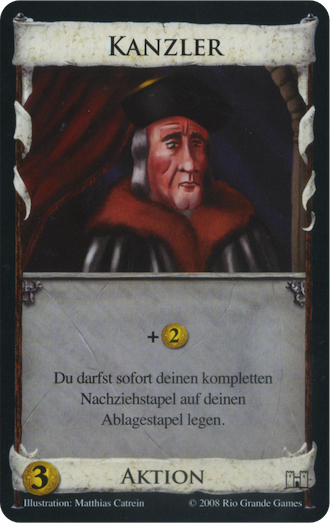 Kanzler
+ 2
Du darfst sofort deinen kompletten
Nachziehstapel auf deinen
Ablagestapel legen.
3 Aktion
Illustration: Matthias Catrein © 2008 Rio Grande Games